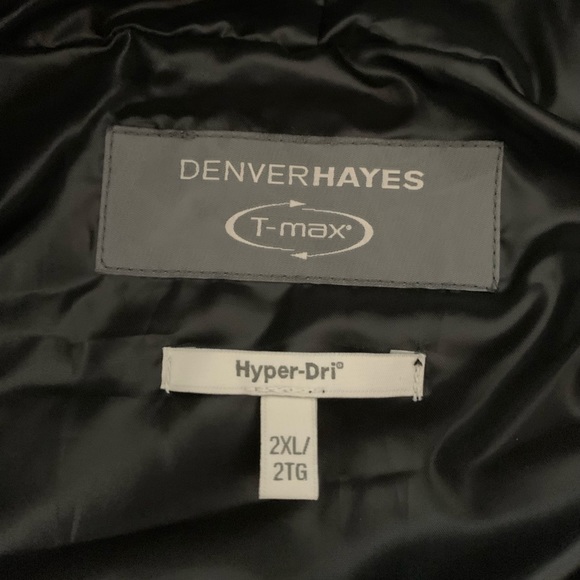 DENVERHAYES
T-max®
Hyper-Dri®
2XL/
2TG